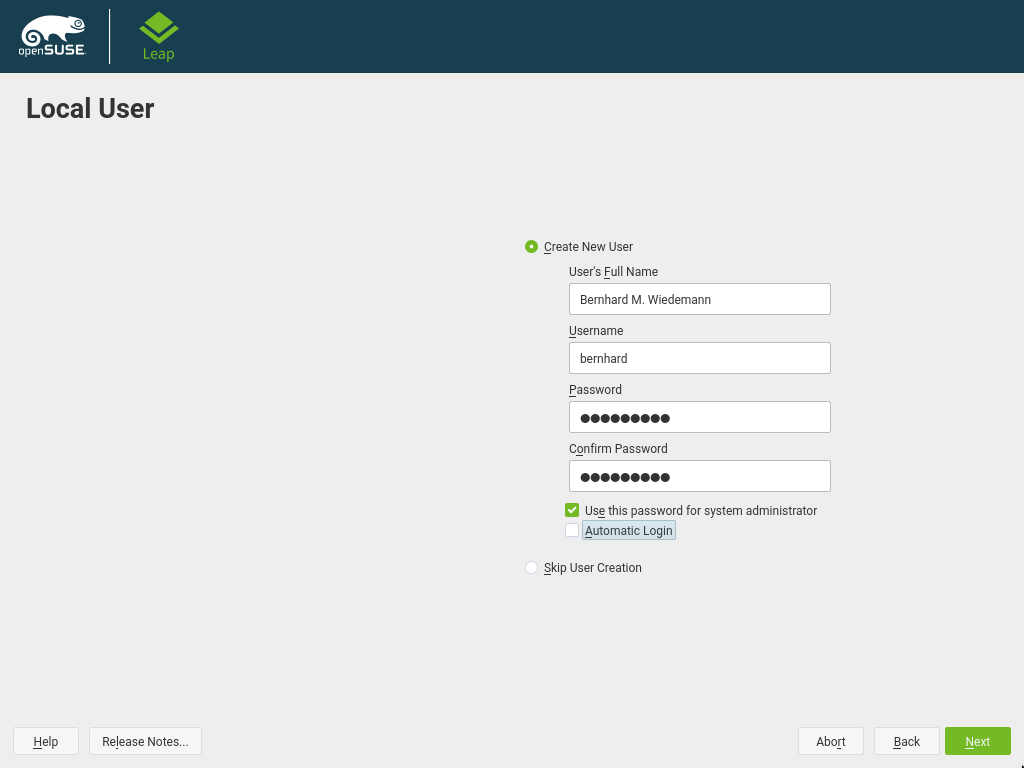 openSUSE.
Leap
Local User
Create New User
User's Full Name
Bernhard M. Wiedemann
Username
bernhard
Password
●●●●●●●●●
Confirm Password
●●●●●●●●●
Use this password for system administrator
Automatic Login
Skip User Creation
Help
Release Notes...
Abort
Back
Next